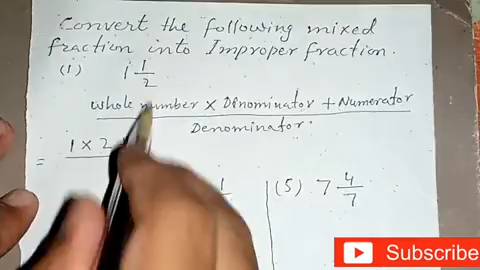 Convert the following mixed
fraction into Improper fraction.
(1) 1 1/2
whole number × Dinominator + Numerator
Denominator.
= 1 × 2
(5) 7 4/7
Subscribe